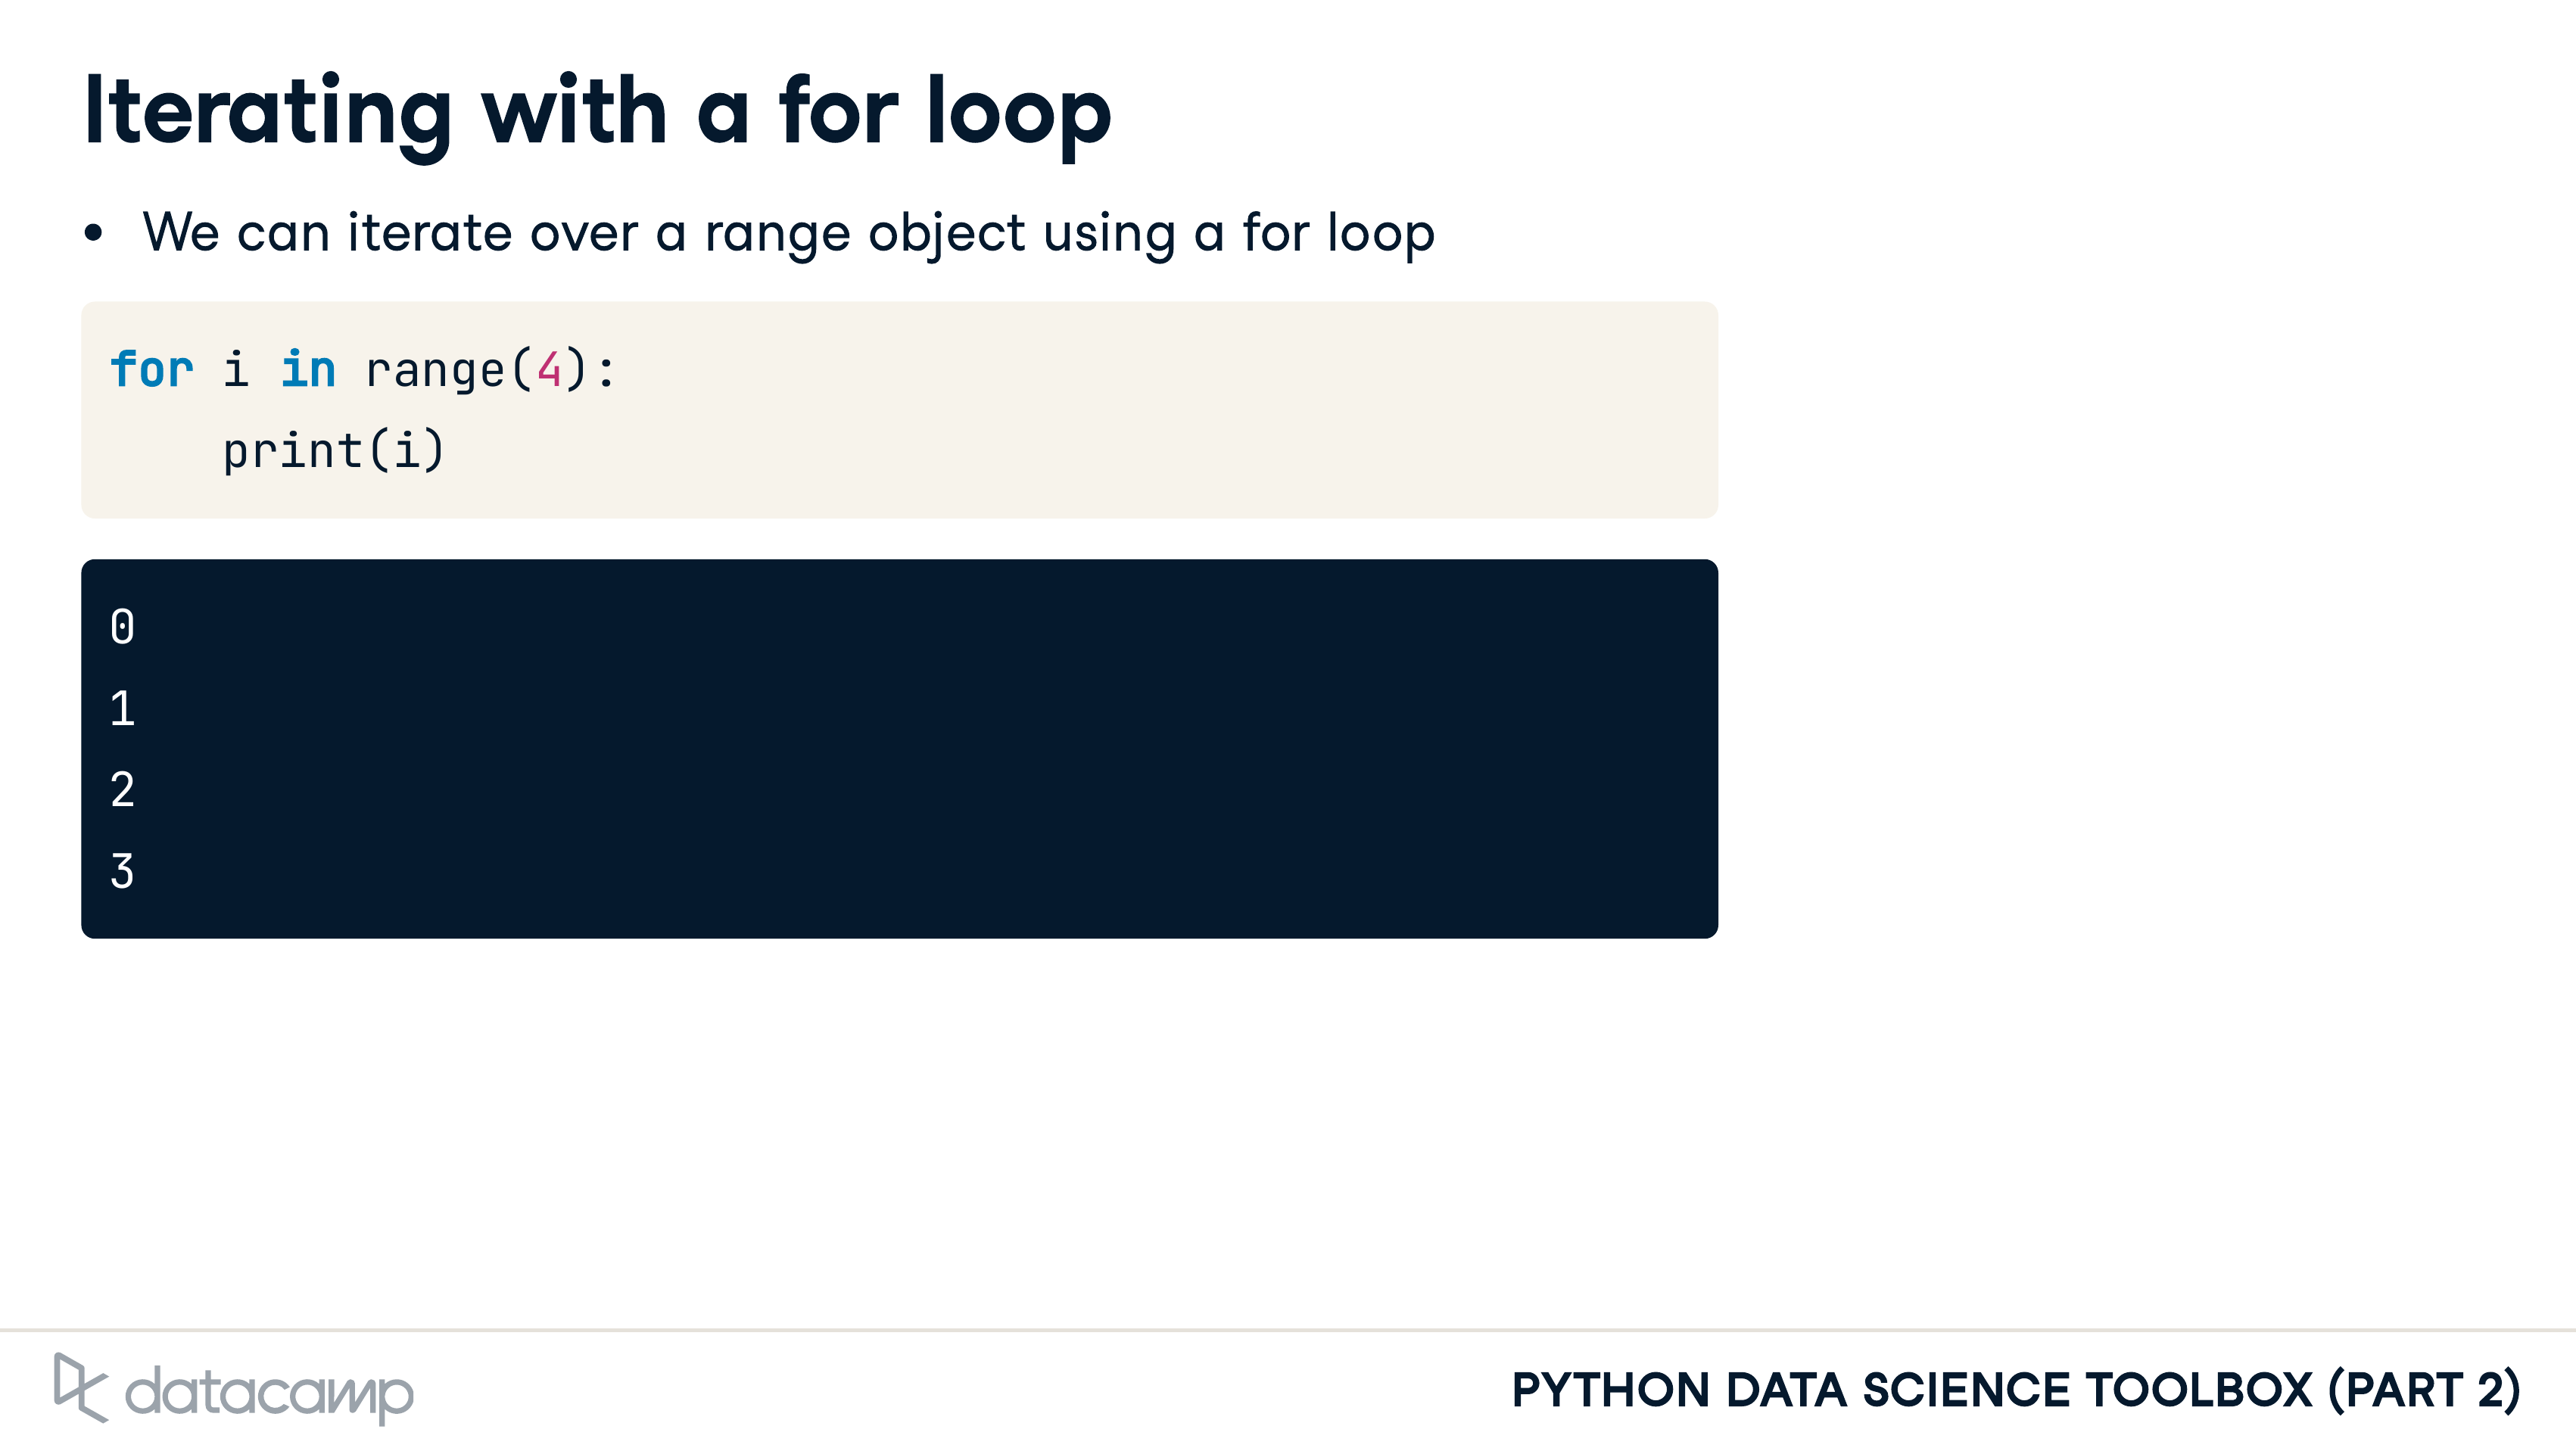 Iterating with a for loop
• We can iterate over a range object using a for loop
for i in range(4):
    print(i)
0
1
2
3
datacamp
PYTHON DATA SCIENCE TOOLBOX (PART 2)